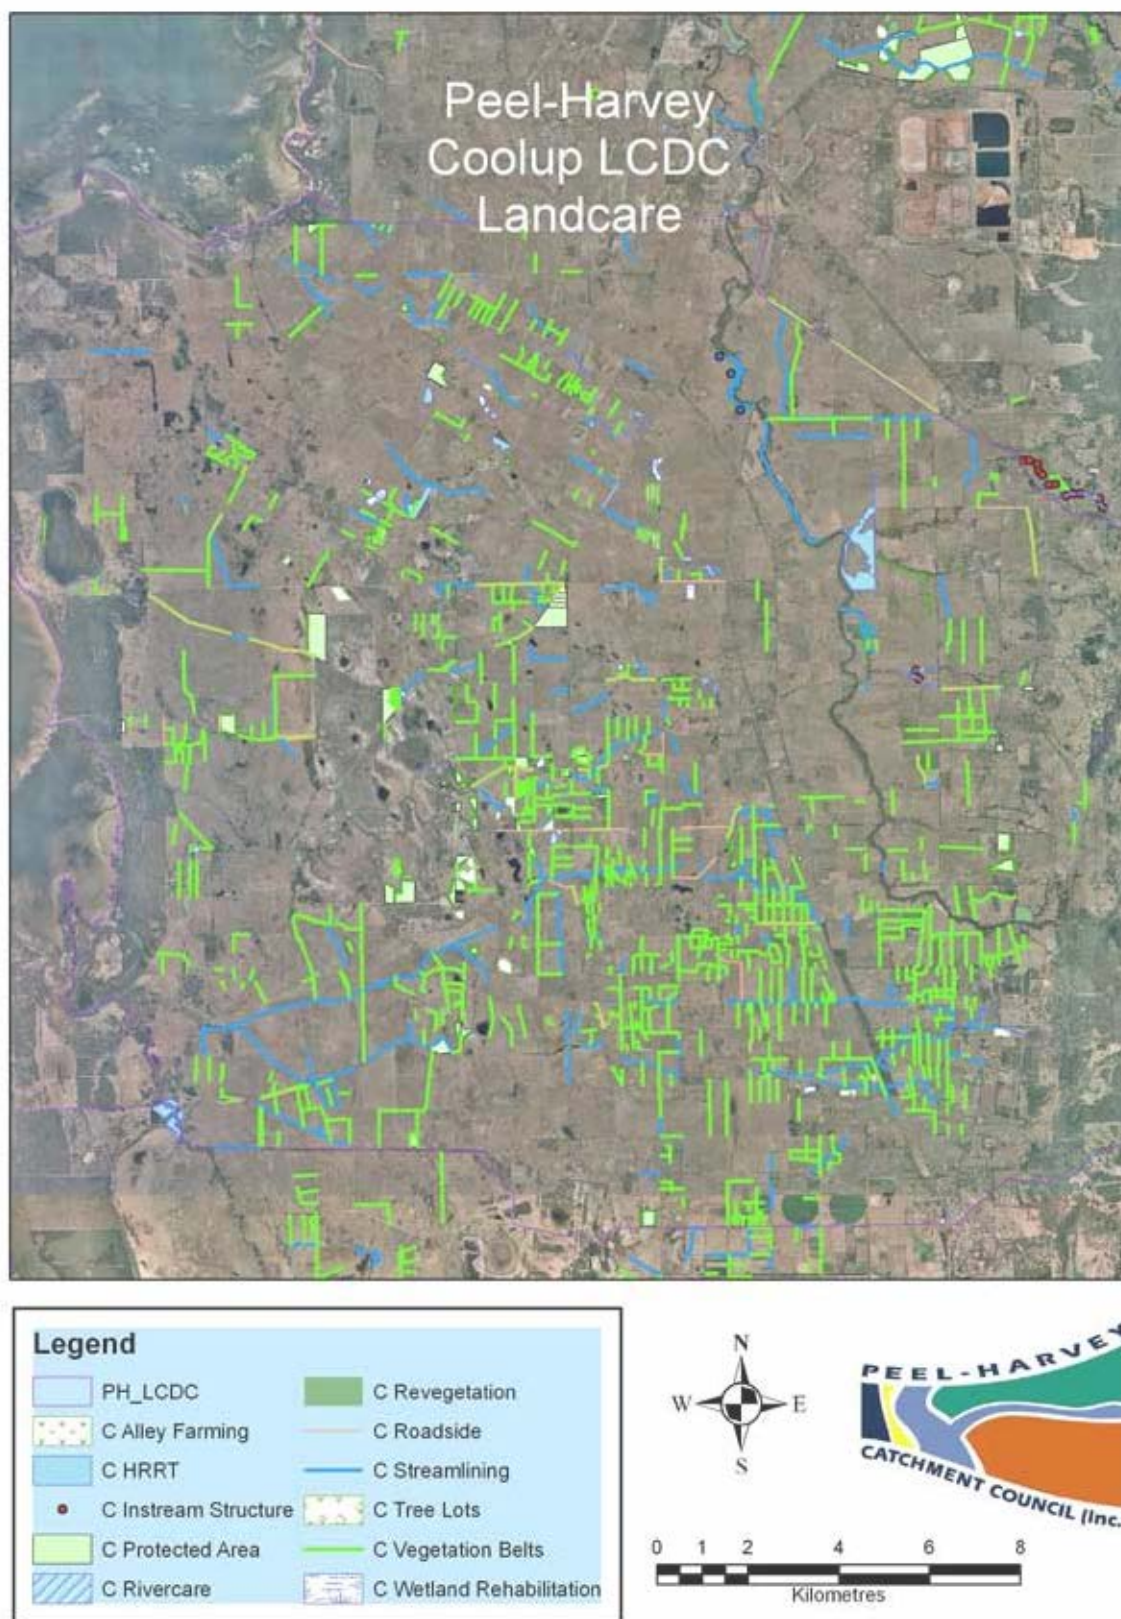 Peel-Harvey
Coolup LCDC
Landcare
Legend
PH_LCDC
C Alley Farming
C HRRT
C Instream Structure
C Protected Area
C Rivercare
C Revegetation
C Roadside
C Streamlining
C Tree Lots
C Vegetation Belts
C Wetland Rehabilitation
N
W E
S
0 1 2 4 6 8
Kilometres
PEEL-HARVEY
CATCHMENT COUNCIL (Inc.